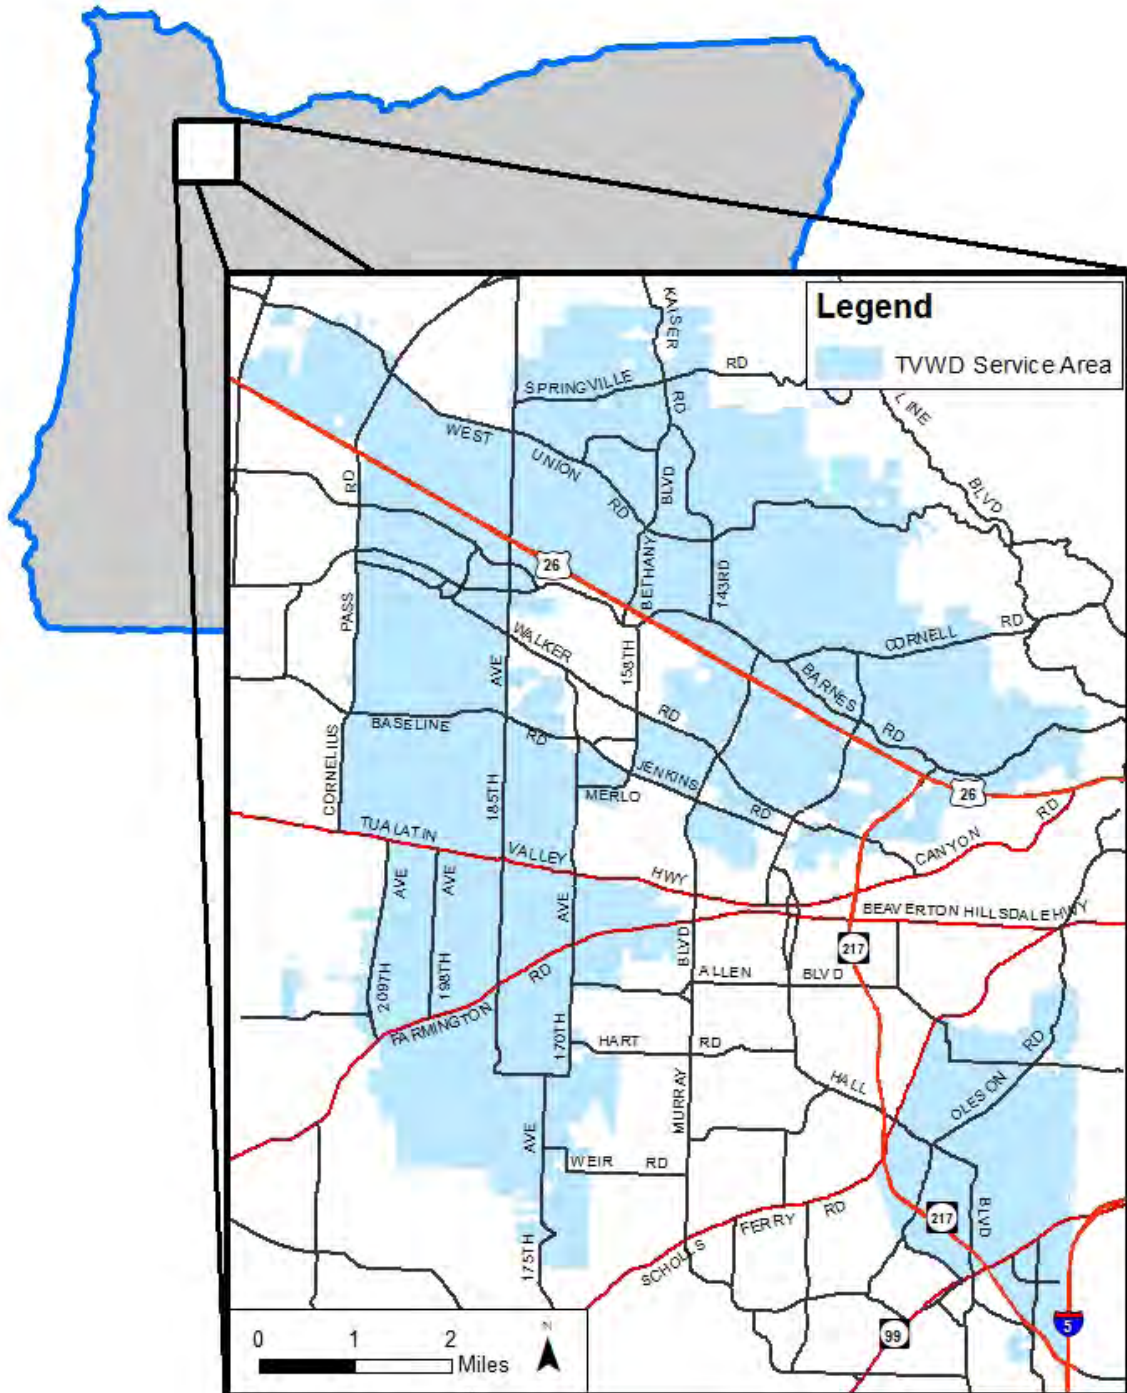 Legend
TVWD Service Area
KAISER
RD
SPRINGVILLE
RD
LINE
BLVD
WEST
UNION
RD
BLVD
RD
26
BETHANY
143RD
PASS
WALKER
CORNELL
RD
158TH
AVE
BARNES
RD
BASELINE
RD
RD
JENKINS
CORNELIUS
185TH
MERLO
RD
26
RD
TUALATIN
VALLEY
HWY
CANYON
AVE
AVE
AVE
BEAVERTON HILLSDALE HWY
217
BLVD
ALLEN
BLVD
209TH
198TH
RD
FARMINGTON
170TH
HART
RD
RD
HALL
OLESON
MURRAY
AVE
WEIR
RD
BLVD
217
FERRY
RD
SCHOLLS
175TH
5
99
0
1
2
Miles
N